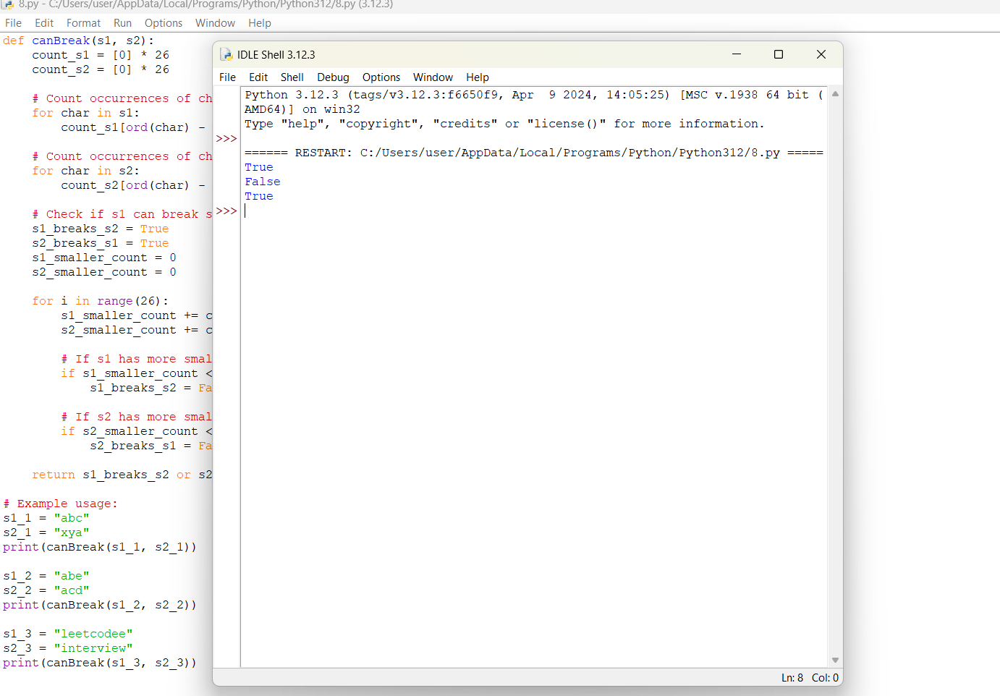 8.py - C:/Users/user/AppData/Local/Programs/Python/Python312/8.py (3.12.3)
File Edit Format Run Options Window Help
def canBreak(s1, s2):
    count_s1 = [0] * 26
    count_s2 = [0] * 26
    # Count occurrences of ch
    for char in s1:
        count_s1[ord(char) -
    # Count occurrences of ch
    for char in s2:
        count_s2[ord(char) -
    # Check if s1 can break s
    s1_breaks_s2 = True
    s2_breaks_s1 = True
    s1_smaller_count = 0
    s2_smaller_count = 0
    for i in range(26):
        s1_smaller_count += c
        s2_smaller_count += c
        # If s1 has more smal
        if s1_smaller_count <
            s1_breaks_s2 = Fa
        # If s2 has more smal
        if s2_smaller_count <
            s2_breaks_s1 = Fa
    return s1_breaks_s2 or s2
# Example usage:
s1_1 = "abc"
s2_1 = "xya"
print(canBreak(s1_1, s2_1))
s1_2 = "abe"
s2_2 = "acd"
print(canBreak(s1_2, s2_2))
s1_3 = "leetcodee"
s2_3 = "interview"
print(canBreak(s1_3, s2_3))
IDLE Shell 3.12.3
File Edit Shell Debug Options Window Help
Python 3.12.3 (tags/v3.12.3:f6650f9, Apr  9 2024, 14:05:25) [MSC v.1938 64 bit (
AMD64)] on win32
Type "help", "copyright", "credits" or "license()" for more information.
>>>
====== RESTART: C:/Users/user/AppData/Local/Programs/Python/Python312/8.py =====
True
False
True
>>>
Ln: 8 Col: 0